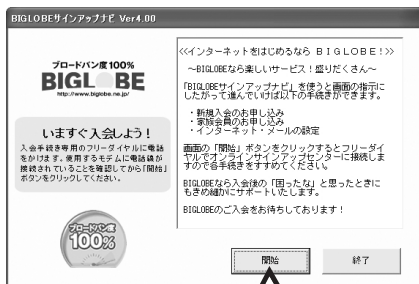 BIGLOBEサインアップナビ Ver4.00
ブロードバン度100%
BIGLOBE
http://www.biglobe.ne.jp/
いますぐ入会しよう!
入会手続き専用のフリーダイヤルに電話
をかけます。使用するモデムに電話線が
接続されていることを確認してから「開始」
ボタンをクリックしてください。
ブロードバン度
100%
<<インターネットをはじめるなら BIGLOBE!>>
~BIGLOBEなら楽しいサービス!盛りだくさん~
「BIGLOBEサインアップナビ」を使うと画面の指示に
したがって進んでいけば以下の手続きができます。
・新規入会のお申し込み
・家族会員のお申し込み
・インターネット・メールの設定
画面の「開始」ボタンをクリックするとフリーダイ
ヤルでオンラインサインアップセンターに接続しま
すので各手続きをすすめてください。
BIGLOBEなら入会後の「困ったな」と思ったときに
もきめ細かにサポートいたします。
BIGLOBEのご入会をお待ちしております!
開始
終了